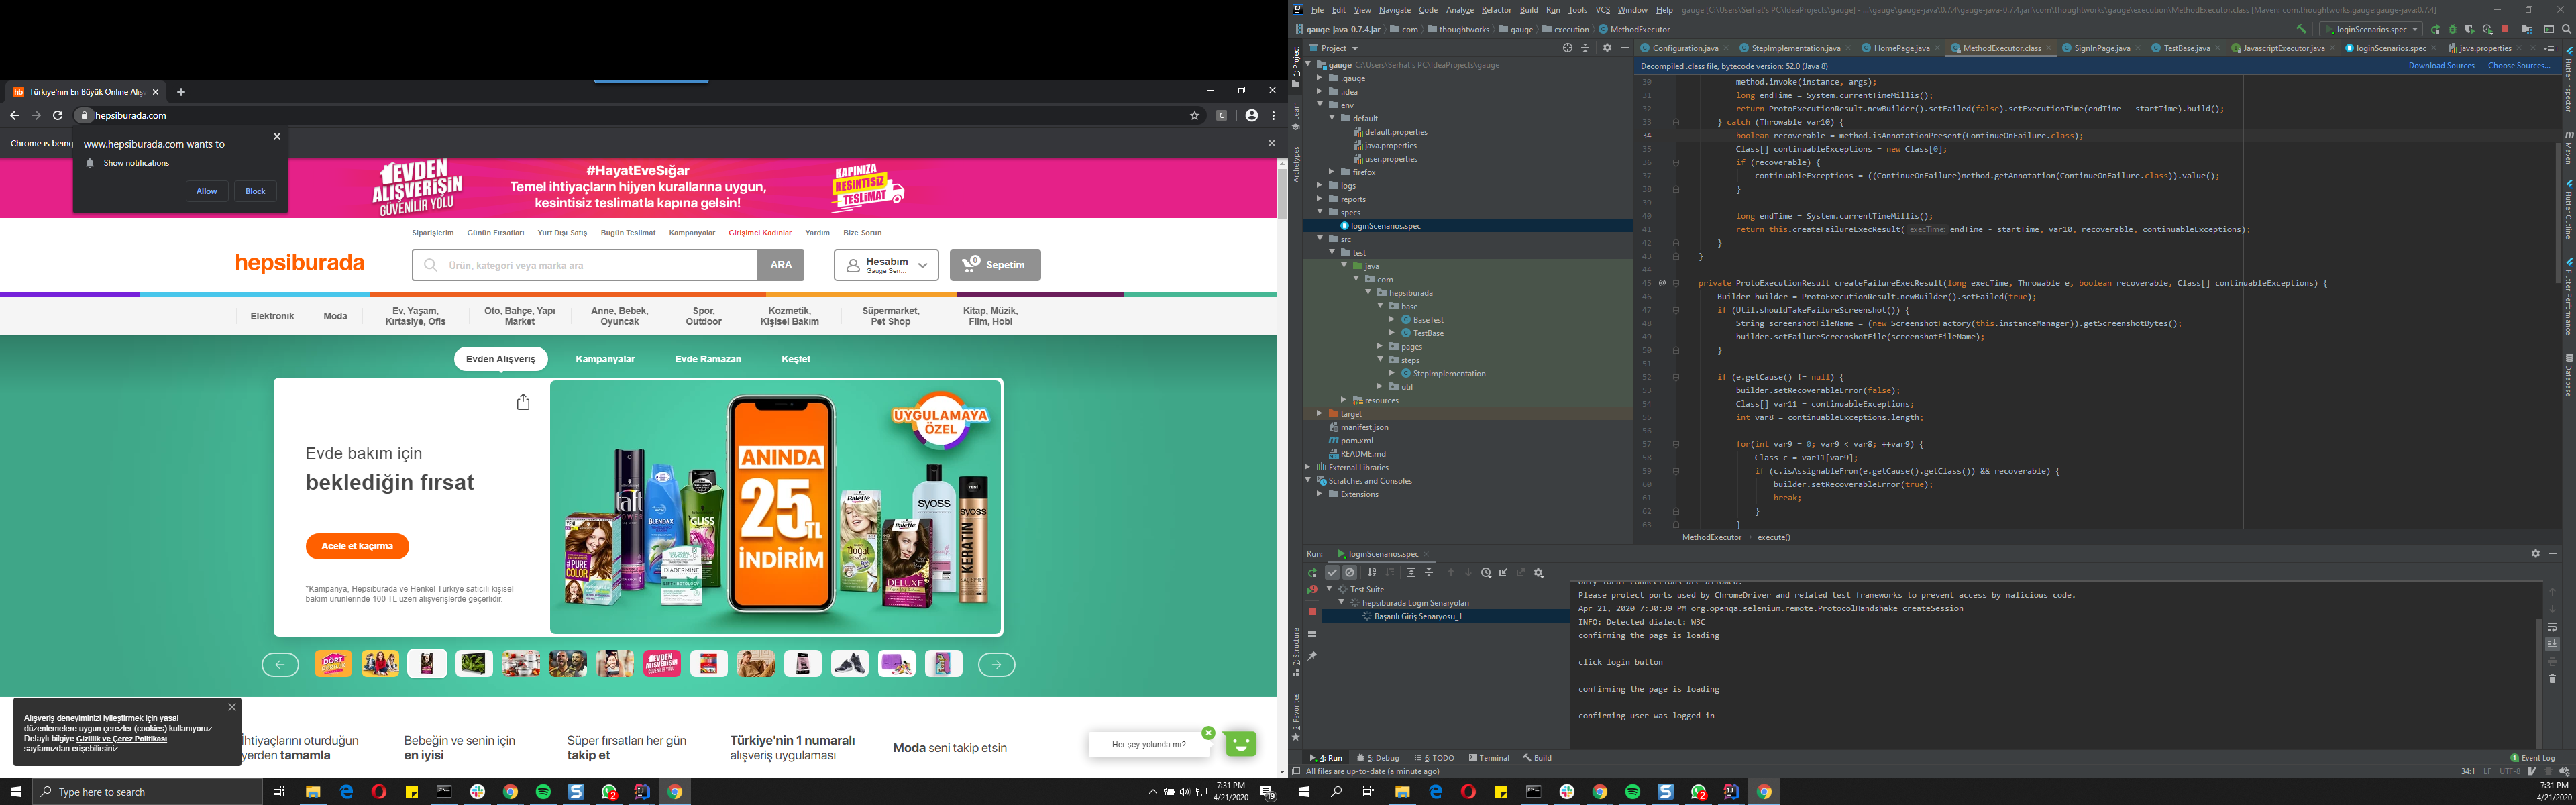 Türkiye'nin En Büyük Online Alışv
hepsiburada.com
Chrome is being
www.hepsiburada.com wants to
Show notifications
Allow
Block
EVDEN
ALIŞVERİŞİN
GÜVENİLİR YOLU
#HayatEveSığar
Temel ihtiyaçların hijyen kurallarına uygun,
kesintisiz teslimatla kapına gelsin!
KAPINIZA
KESİNTİSİZ
TESLİMAT
Siparişlerim Günün Fırsatları Yurt Dışı Satış Bugün Teslimat Kampanyalar Girişimci Kadınlar Yardım Bize Sorun
hepsiburada
Ürün, kategori veya marka ara
ARA
Hesabım
Gauge Sen...
0
Sepetim
Elektronik
Moda
Ev, Yaşam,
Kırtasiye, Ofis
Oto, Bahçe, Yapı
Market
Anne, Bebek,
Oyuncak
Spor,
Outdoor
Kozmetik,
Kişisel Bakım
Süpermarket,
Pet Shop
Kitap, Müzik,
Film, Hobi
Evden Alışveriş
Kampanyalar
Evde Ramazan
Keşfet
Evde bakım için
beklediğin fırsat
Acele et kaçırma
*Kampanya, Hepsiburada ve Henkel Türkiye satıcılı kişisel
bakım ürünlerinde 100 TL üzeri alışverişlerde geçerlidir.
UYGULAMAYA
ÖZEL
ANINDA
25 TL
İNDİRİM
taft
BLENDAX
GLISS
PURE
COLOR
DIADERMINE
Palette
doğal
Palette
DELUXE
syoss
syoss
KERATIN
Alışveriş deneyiminizi iyileştirmek için yasal
düzenlemelere uygun çerezler (cookies) kullanıyoruz.
Detaylı bilgiye Gizlilik ve Çerez Politikası
sayfamızdan erişebilirsiniz.
ihtiyaçlarını oturduğun
yerden tamamla
Bebeğin ve senin için
en iyisi
Süper fırsatları her gün
takip et
Türkiye'nin 1 numaralı
alışveriş uygulaması
Moda seni takip etsin
Her şey yolunda mı?
Type here to search
7:31 PM
4/21/2020
File Edit View Navigate Code Analyze Refactor Build Run Tools VCS Window Help gauge [C:\Users\Serhat's PC\IdeaProjects\gauge] - ...\gauge\gauge-java\0.7.4\gauge-java-0.7.4.jar!\com\thoughtworks\gauge\execution\MethodExecutor.class [Maven: com.thoughtworks.gauge:gauge-java:0.7.4]
gauge-java-0.7.4.jar com thoughtworks gauge execution MethodExecutor
loginScenarios.spec
Project
Configuration.java StepImplementation.java HomePage.java MethodExecutor.class SignInPage.java TestBase.java JavascriptExecutor.java loginScenarios.spec java.properties
Decompiled .class file, bytecode version: 52.0 (Java 8)
Download Sources Choose Sources...
gauge C:\Users\Serhat's PC\IdeaProjects\gauge
.gauge
.idea
env
default
default.properties
java.properties
user.properties
firefox
logs
reports
specs
loginScenarios.spec
src
test
java
com
hepsiburada
base
BaseTest
TestBase
pages
steps
StepImplementation
util
resources
target
manifest.json
pom.xml
README.md
External Libraries
Scratches and Consoles
Extensions
30 method.invoke(instance, args);
31 long endTime = System.currentTimeMillis();
32 return ProtoExecutionResult.newBuilder().setFailed(false).setExecutionTime(endTime - startTime).build();
33 } catch (Throwable var10) {
34 boolean recoverable = method.isAnnotationPresent(ContinueOnFailure.class);
35 Class[] continuableExceptions = new Class[0];
36 if (recoverable) {
37 continuableExceptions = ((ContinueOnFailure)method.getAnnotation(ContinueOnFailure.class)).value();
38 }
39
40 long endTime = System.currentTimeMillis();
41 return this.createFailureExecResult( execTime: endTime - startTime, var10, recoverable, continuableExceptions);
42 }
43 }
44
45 @ private ProtoExecutionResult createFailureExecResult(long execTime, Throwable e, boolean recoverable, Class[] continuableExceptions) {
46 Builder builder = ProtoExecutionResult.newBuilder().setFailed(true);
47 if (Util.shouldTakeFailureScreenshot()) {
48 String screenshotFileName = (new ScreenshotFactory(this.instanceManager)).getScreenshotBytes();
49 builder.setFailureScreenshotFile(screenshotFileName);
50 }
51
52 if (e.getCause() != null) {
53 builder.setRecoverableError(false);
54 Class[] var11 = continuableExceptions;
55 int var8 = continuableExceptions.length;
56
57 for(int var9 = 0; var9 < var8; ++var9) {
58 Class c = var11[var9];
59 if (c.isAssignableFrom(e.getCause().getClass()) && recoverable) {
60 builder.setRecoverableError(true);
61 break;
62 }
63 }
MethodExecutor execute()
Run: loginScenarios.spec
Test Suite
hepsiburada Login Senaryoları
Başarılı Giriş Senaryosu_1
Only local connections are allowed.
Please protect ports used by ChromeDriver and related test frameworks to prevent access by malicious code.
Apr 21, 2020 7:30:39 PM org.openqa.selenium.remote.ProtocolHandshake createSession
INFO: Detected dialect: W3C
confirming the page is loading
click login button
confirming the page is loading
confirming user was logged in
1: Project
Learn
Archetypes
7: Structure
2: Favorites
Flutter Inspector
Maven
Flutter Outline
Flutter Performance
Database
4: Run 5: Debug 6: TODO Terminal Build
1 Event Log
All files are up-to-date (a minute ago)
34:1 LF UTF-8
7:31 PM
4/21/2020